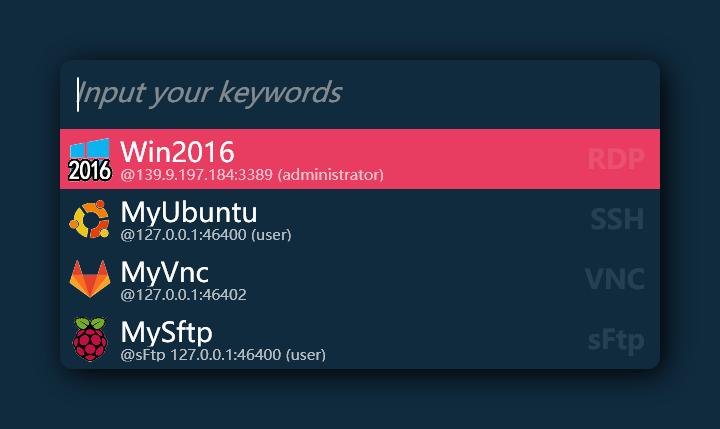 Input your keywords
2016
Win2016
RDP
@139.9.197.184:3389 (administrator)
MyUbuntu
SSH
@127.0.0.1:46400 (user)
MyVnc
VNC
@127.0.0.1:46402
MySftp
sFtp
@sFtp 127.0.0.1:46400 (user)